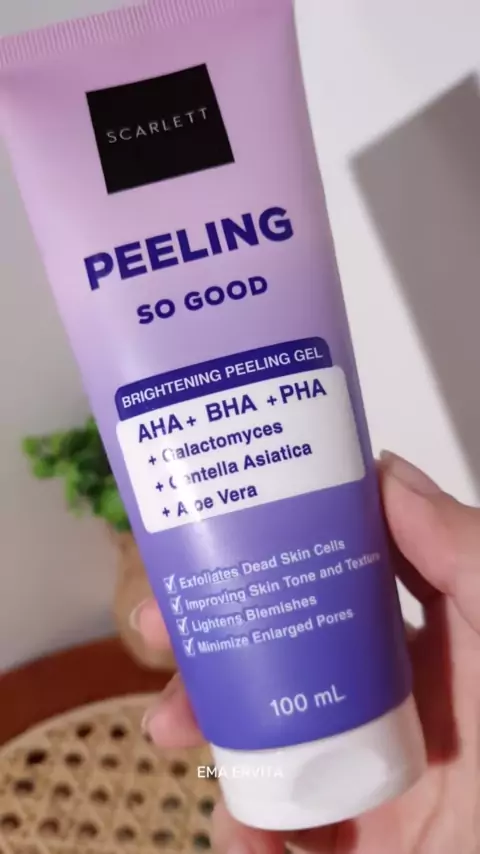 SCARLETT
PEELING
SO GOOD
BRIGHTENING PEELING GEL
AHA + BHA + PHA
+ Galactomyces
+ Centella Asiatica
+ Aloe Vera
Exfoliates Dead Skin Cells
Improving Skin Tone and Texture
Lightens Blemishes
Minimize Enlarged Pores
100 mL
EMA ERVITA